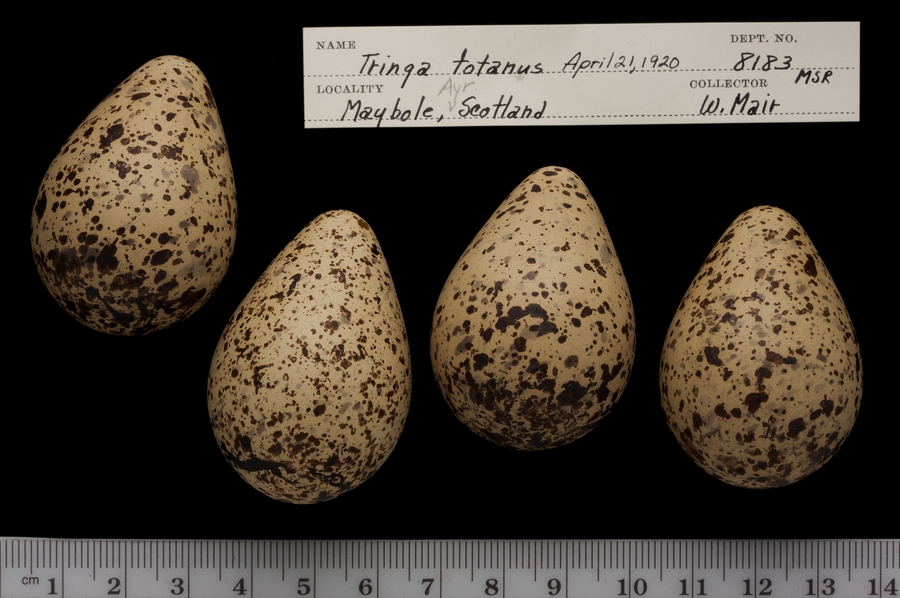 NAME DEPT. NO.
Tringa totanus April 21, 1920 8183 MSR
LOCALITY Ayr COLLECTOR
Maybole, Scotland W. Mair
cm 1 2 3 4 5 6 7 8 9 10 11 12 13 14